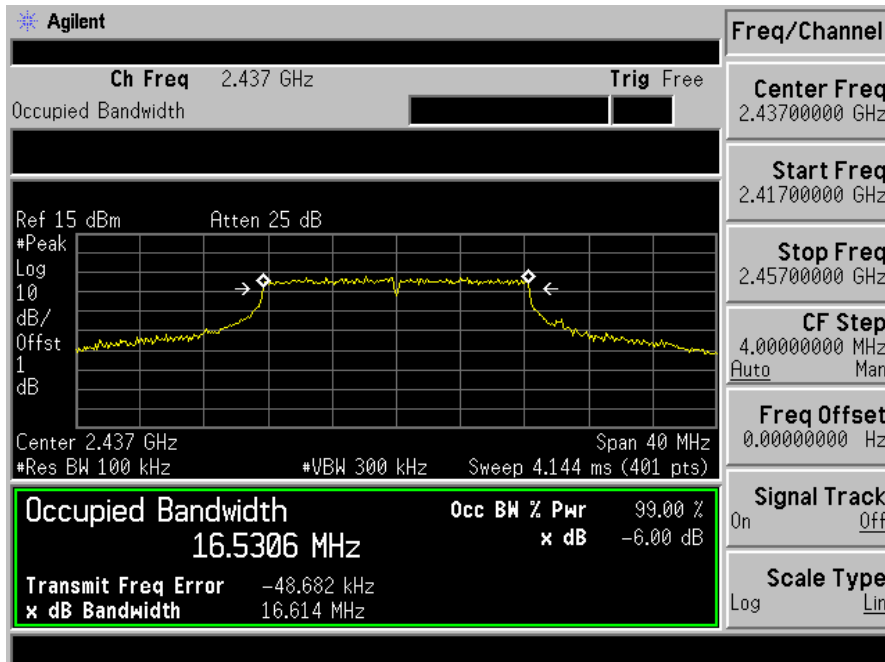 Agilent
Freq/Channel
Ch Freq 2.437 GHz Trig Free
Occupied Bandwidth
Center Freq
2.43700000 GHz
Start Freq
2.41700000 GHz
Stop Freq
2.45700000 GHz
CF Step
4.00000000 MHz
Auto Man
Freq Offset
0.00000000 Hz
Signal Track
On Off
Scale Type
Log Lin
Ref 15 dBm Atten 25 dB
#Peak
Log
10
dB/
Offst
1
dB
Center 2.437 GHz Span 40 MHz
#Res BW 100 kHz #VBW 300 kHz Sweep 4.144 ms (401 pts)
Occupied Bandwidth Occ BW % Pwr 99.00 %
16.5306 MHz x dB -6.00 dB
Transmit Freq Error -48.682 kHz
x dB Bandwidth 16.614 MHz